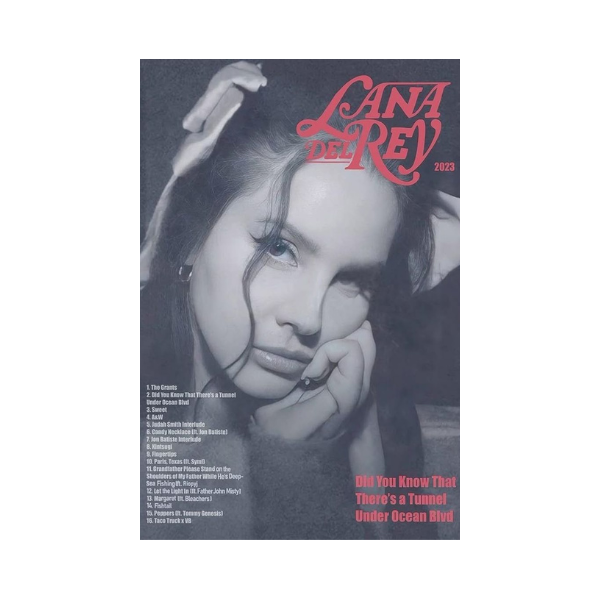 LANA
DEL REY
2023
1. The Grants
2. Did You Know That There's a Tunnel
Under Ocean Blvd
3. Sweet
4. A&W
5. Judah Smith Interlude
6. Candy Necklace (ft. Jon Batiste)
7. Jon Batiste Interlude
8. Kintsugi
9. Fingertips
10. Paris, Texas (ft. Syml)
11. Grandfather Please Stand on the
Shoulders of My Father While He's Deep-
Sea Fishing (ft. Riopy)
12. Let the Light In (ft. Father John Misty)
13. Margaret (ft. Bleachers)
14. Fishtail
15. Peppers (ft. Tommy Genesis)
16. Taco Truck x VB
Did You Know That
There's a Tunnel
Under Ocean Blvd